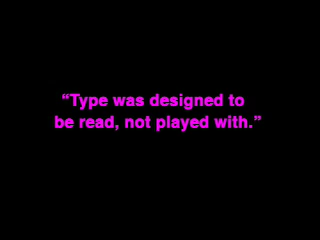 “Type was designed to
be read, not played with.”